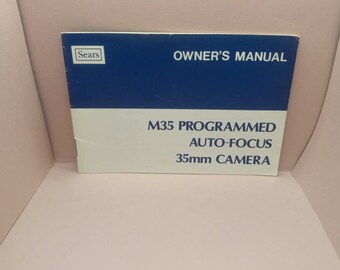 Sears
OWNER'S MANUAL
M35 PROGRAMMED
AUTO-FOCUS
35mm CAMERA